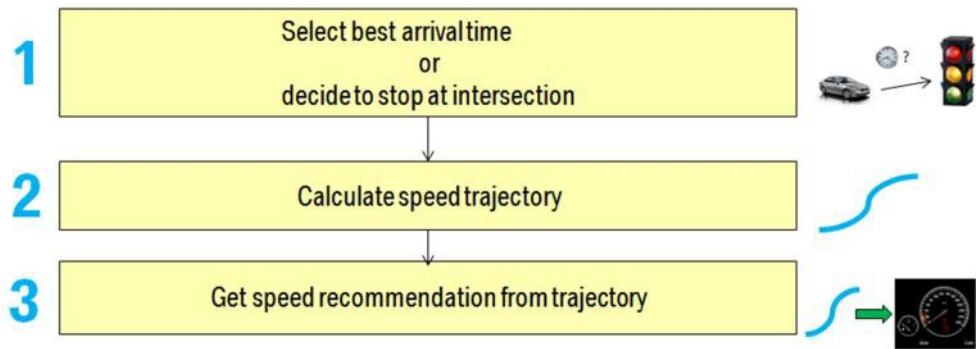 1
Select best arrival time
or
decide to stop at intersection
?
2
Calculate speed trajectory
3
Get speed recommendation from trajectory